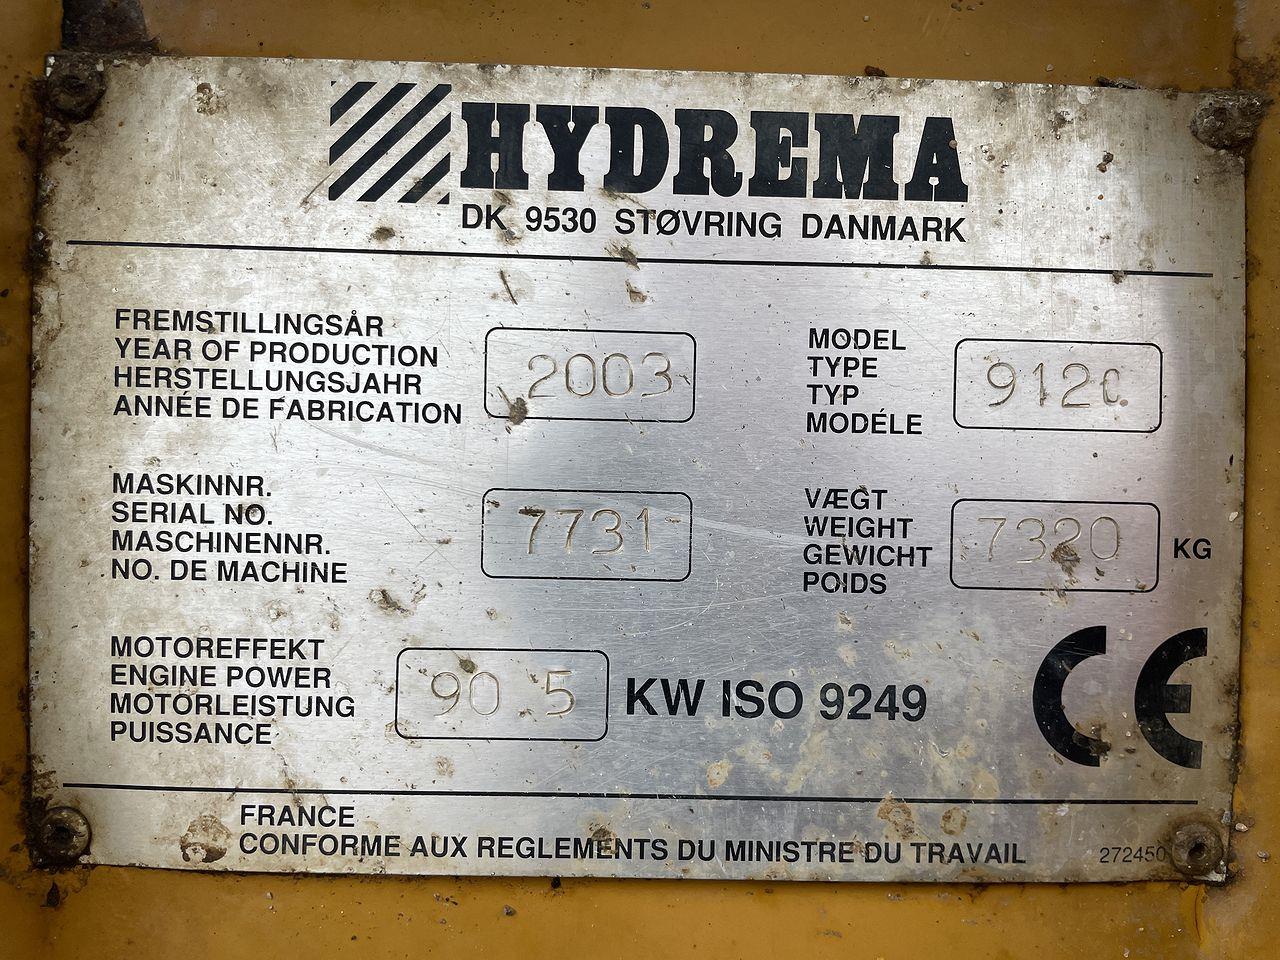 HYDREMA
DK 9530 STØVRING DANMARK
FREMSTILLINGSÅR
YEAR OF PRODUCTION
HERSTELLUNGSJAHR
ANNÉE DE FABRICATION
2003
MODEL
TYPE
TYP
MODÉLE
912C
MASKINNR.
SERIAL NO.
MASCHINENNR.
NO. DE MACHINE
7731
VÆGT
WEIGHT
GEWICHT
POIDS
7320 KG
MOTOREFFEKT
ENGINE POWER
MOTORLEISTUNG
PUISSANCE
90 5 KW ISO 9249
CE
FRANCE
CONFORME AUX REGLEMENTS DU MINISTRE DU TRAVAIL
272450